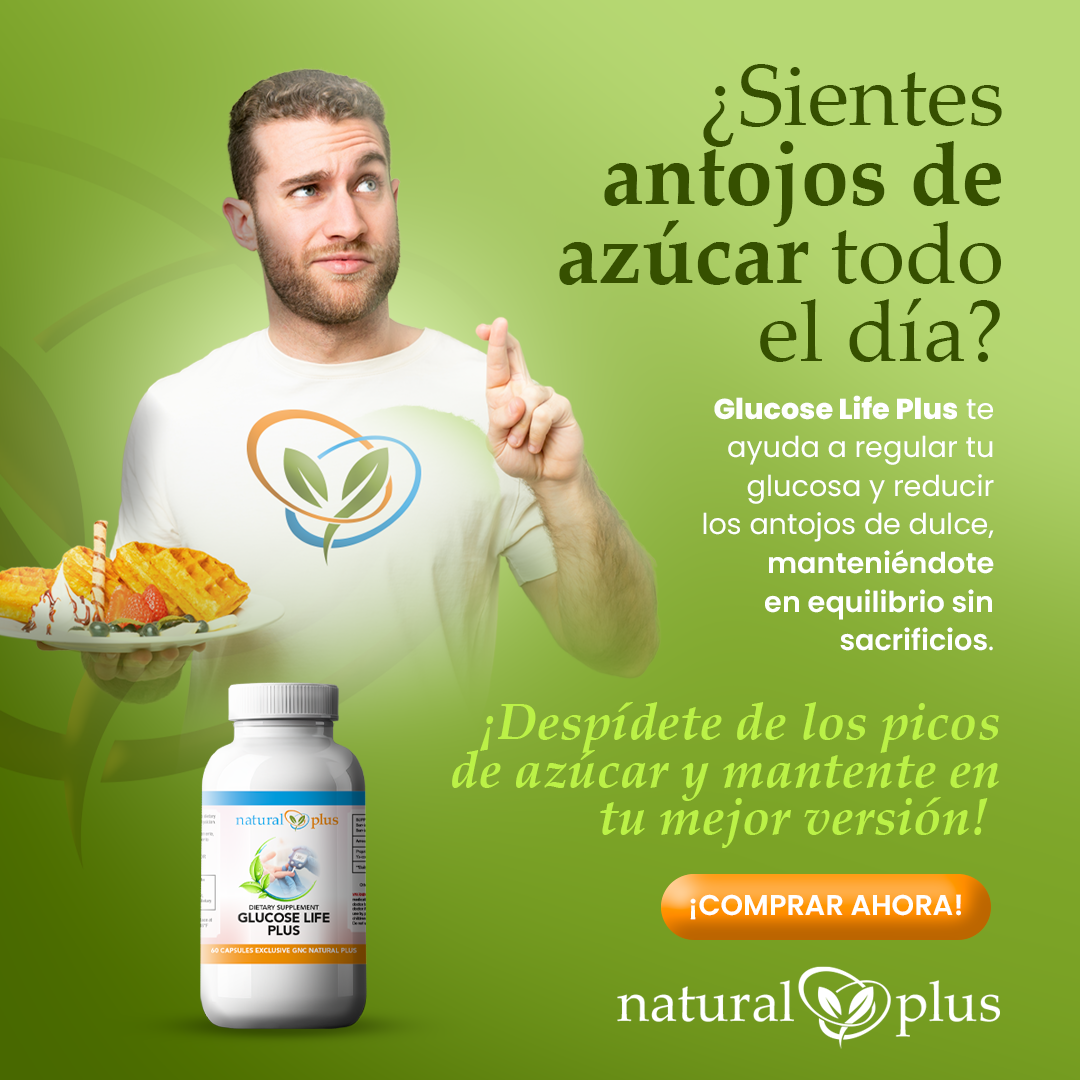 ¿Sientes
antojos de
azúcar todo
el día?
Glucose Life Plus te
ayuda a regular tu
glucosa y reducir
los antojos de dulce,
manteniéndote
en equilibrio sin
sacrificios.
¡Despídete de los picos
de azúcar y mantente en
tu mejor versión!
¡COMPRAR AHORA!
natural plus
natural plus
DIETARY SUPPLEMENT
GLUCOSE LIFE
PLUS
60 CAPSULES EXCLUSIVE GNC NATURAL PLUS